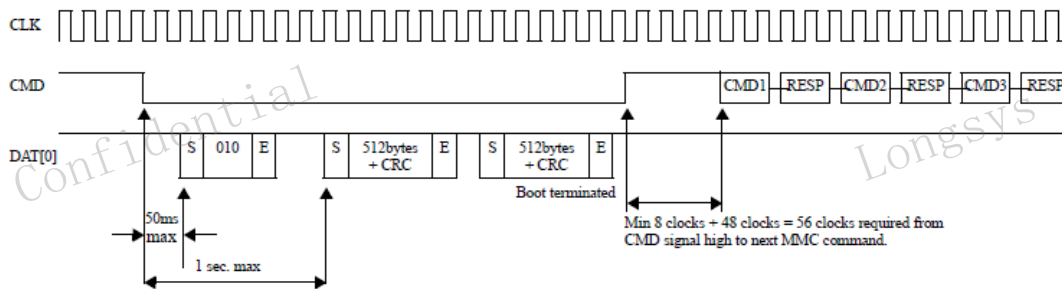 CLK
CMD
CMD1 RESP CMD2 RESP CMD3 RESP
DAT[0]
S 010 E S 512bytes + CRC E S 512bytes + CRC E
Boot terminated
50ms
max
1 sec. max
Min 8 clocks + 48 clocks = 56 clocks required from
CMD signal high to next MMC command.
Confidential
Longsys